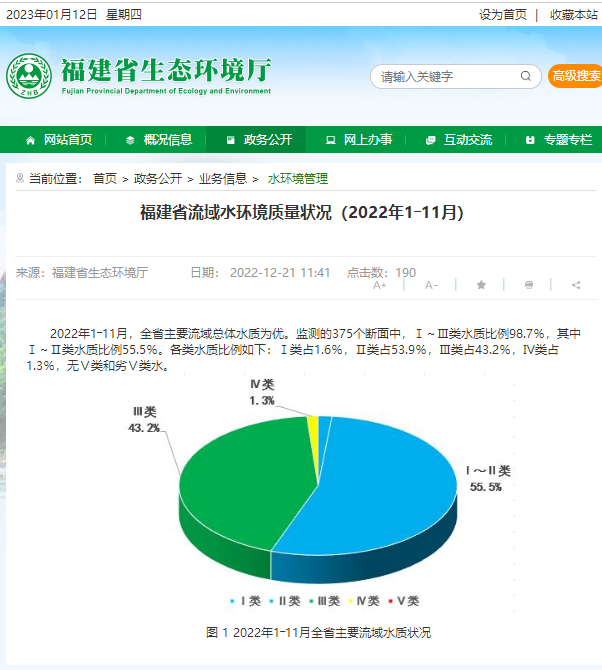 2023年01月12日 星期四
设为首页 | 收藏本站
ZHB
福建省生态环境厅
Fujian Provincial Department of Ecology and Environment
请输入关键字
高级搜索
网站首页 概况信息 政务公开 网上办事 互动交流 专题专栏
当前位置： 首页 > 政务公开 > 业务信息 > 水环境管理
福建省流域水环境质量状况（2022年1-11月）
来源：福建省生态环境厅 日期： 2022-12-21 11:41 点击数：190
A+ | A- | | | |
2022年1-11月，全省主要流域总体水质为优。监测的375个断面中，Ⅰ～Ⅲ类水质比例98.7%，其中
Ⅰ～Ⅱ类水质比例55.5%。各类水质比例如下：Ⅰ类占1.6%，Ⅱ类占53.9%，Ⅲ类占43.2%，Ⅳ类占
1.3%，无Ⅴ类和劣Ⅴ类水。
Ⅳ类
1.3%
Ⅲ类
43.2%
Ⅰ～Ⅱ类
55.5%
Ⅰ类 Ⅱ类 Ⅲ类 Ⅳ类 Ⅴ类
图 1 2022年1-11月全省主要流域水质状况